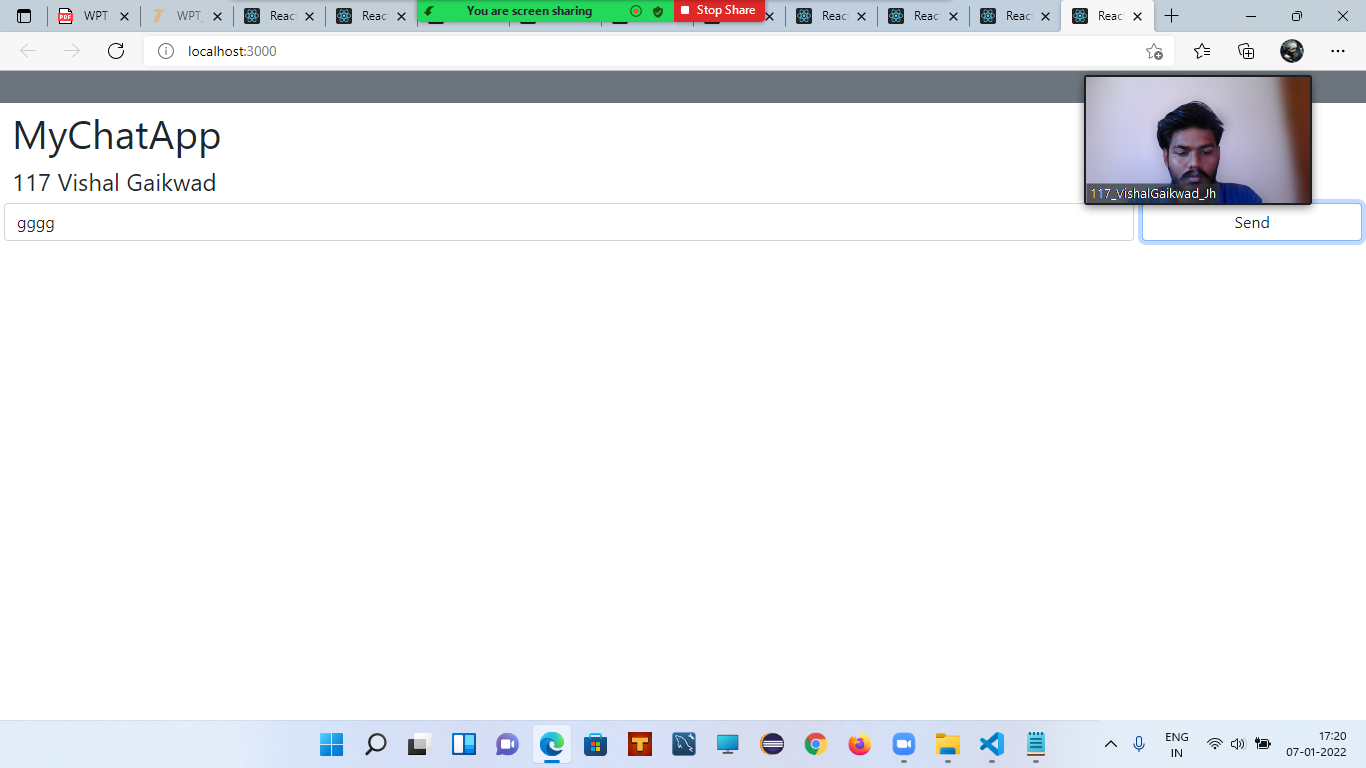 WPT
WPT_
Reac
Reac
Reac
Reac
Reac
Reac
You are screen sharing
Stop Share
localhost:3000
MyChatApp
117 Vishal Gaikwad
117_VishalGaikwad_Jh
gggg
Send
ENG
IN
17:20
07-01-2022